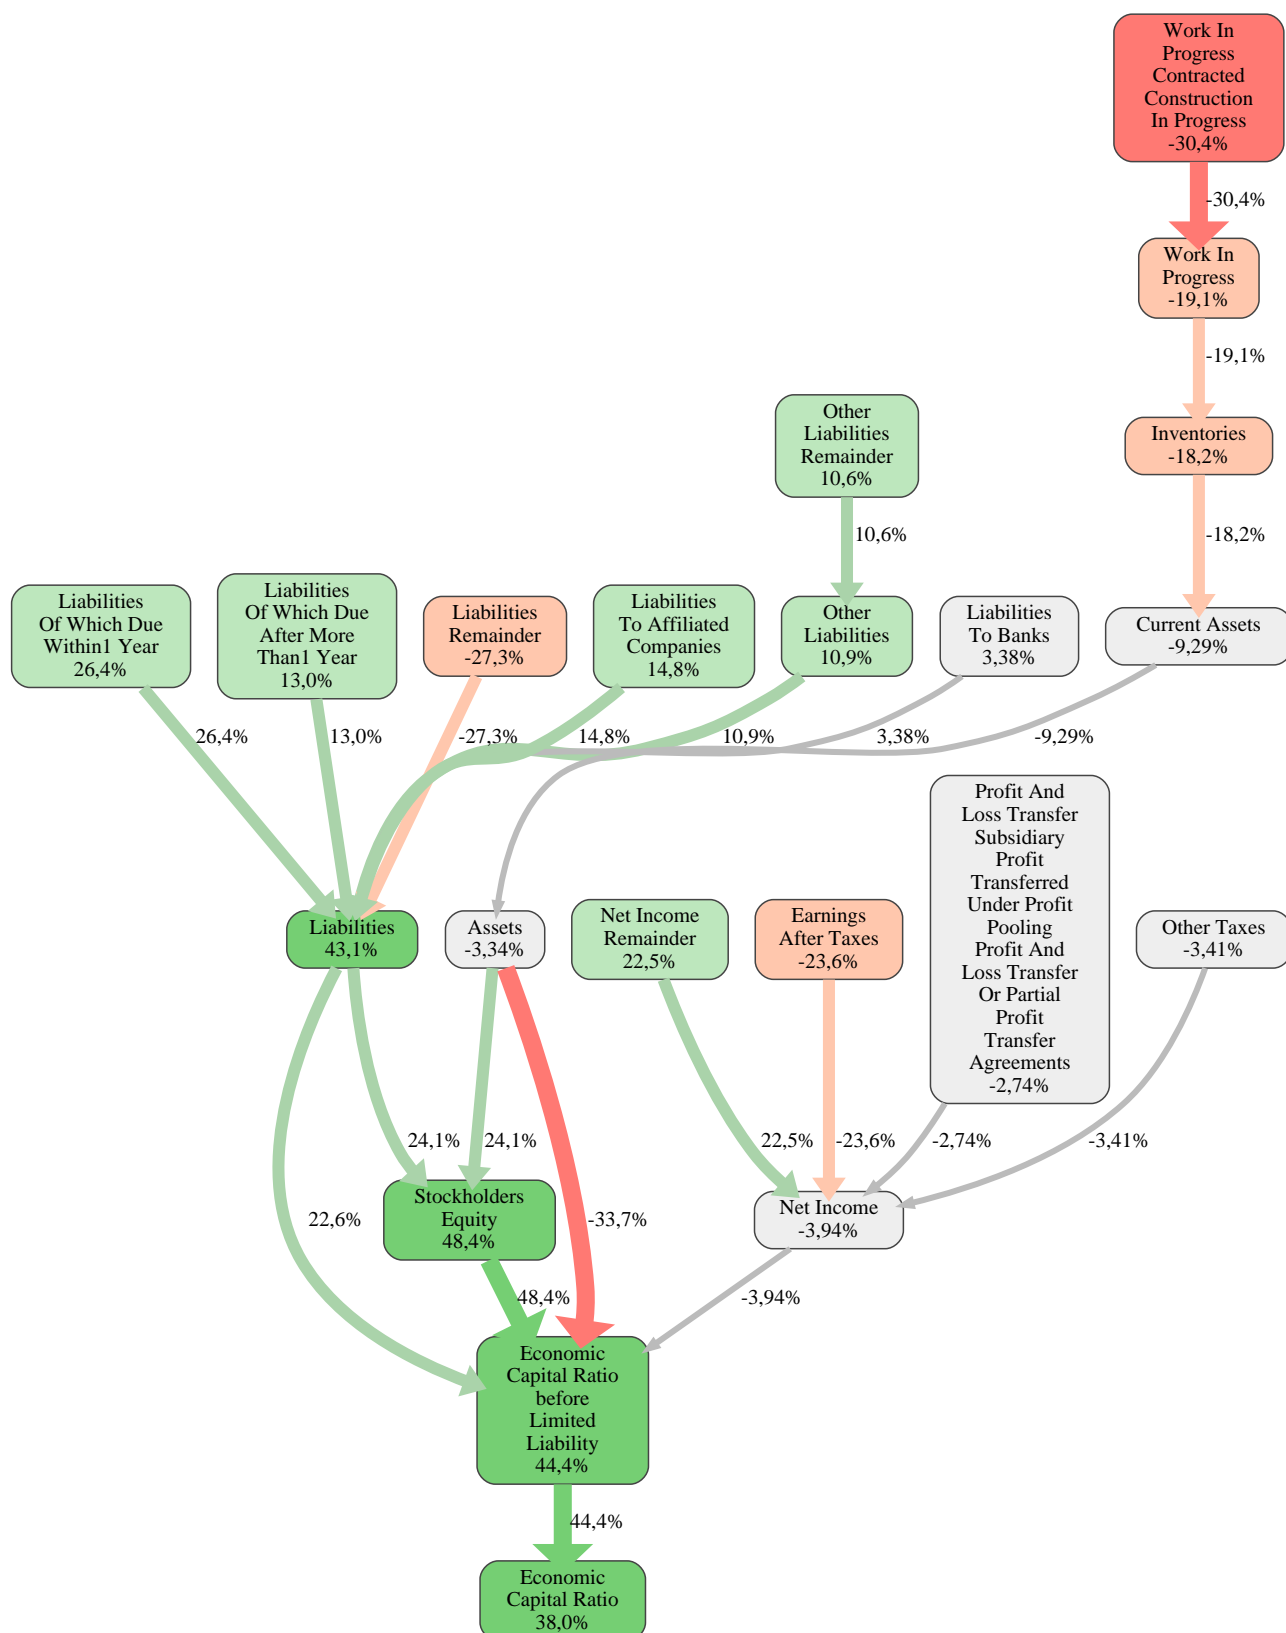 Work In
Progress
Contracted
Construction
In Progress
-30,4%
-30,4%
Work In
Progress
-19,1%
-19,1%
Other
Liabilities
Remainder
10,6%
Inventories
-18,2%
10,6%
-18,2%
Liabilities
Of Which Due
Within1 Year
26,4%
Liabilities
Of Which Due
After More
Than1 Year
13,0%
Liabilities
Remainder
-27,3%
Liabilities
To Affiliated
Companies
14,8%
Other
Liabilities
10,9%
Liabilities
To Banks
3,38%
Current Assets
-9,29%
26,4%
13,0%
-27,3%
14,8%
10,9%
3,38%
-9,29%
Profit And
Loss Transfer
Subsidiary
Profit
Transferred
Under Profit
Pooling
Profit And
Loss Transfer
Or Partial
Profit
Transfer
Agreements
-2,74%
Liabilities
43,1%
Assets
-3,34%
Net Income
Remainder
22,5%
Earnings
After Taxes
-23,6%
Other Taxes
-3,41%
24,1%
24,1%
22,5%
-23,6%
-2,74%
-3,41%
Stockholders
Equity
48,4%
Net Income
-3,94%
22,6%
-33,7%
48,4%
-3,94%
Economic
Capital Ratio
before
Limited
Liability
44,4%
44,4%
Economic
Capital Ratio
38,0%